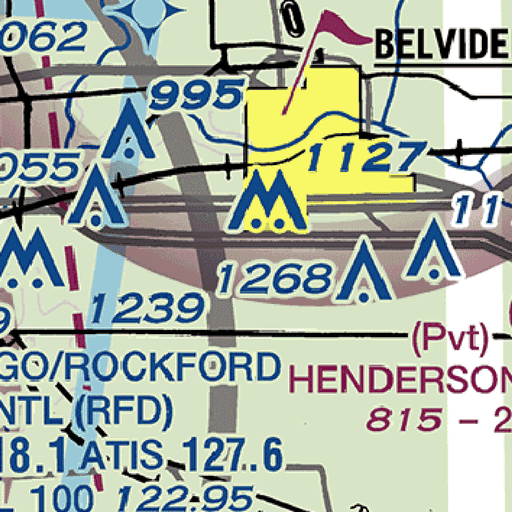 062
BELVIDE
995
1127
055
11
1268
1239
9
(Pvt)
GO/ROCKFORD
HENDERSON
NTL (RFD)
815 - 2
18.1 ATIS 127.6
L 100 122.95